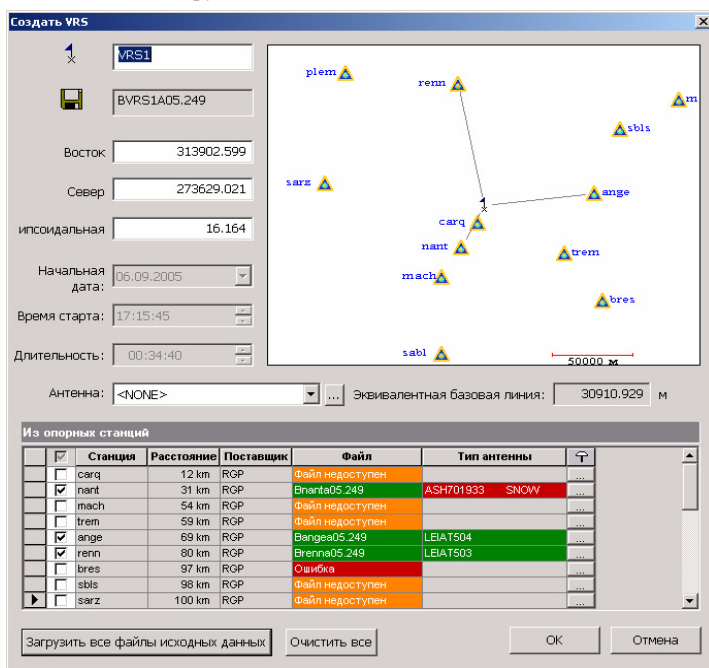 Создать VRS
VRS1
BVRS1A05.249
Восток 313902.599
Север 273629.021
ипсоидальная 16.164
Начальная дата: 06.09.2005
Время старта: 17:15:45
Длительность: 00:34:40
plem
renn
m
sbls
sarz
ange
carq
nant
trem
mach
bres
sabl
50000 м
Антенна: <NONE> ... Эквивалентная базовая линия: 30910.929 м
Из опорных станций
Станция Расстояние Поставщик Файл Тип антенны
carq 12 km RGP Файл недоступен ...
nant 31 km RGP Bnanta05.249 ASH701933 SNOW ...
mach 54 km RGP Файл недоступен ...
trem 59 km RGP Файл недоступен ...
ange 69 km RGP Bangea05.249 LEIAT504 ...
renn 80 km RGP Brenna05.249 LEIAT503 ...
bres 97 km RGP Ошибка ...
sbls 98 km RGP Файл недоступен ...
sarz 100 km RGP Файл недоступен ...
Загрузить все файлы исходных данных Очистить все OK Отмена